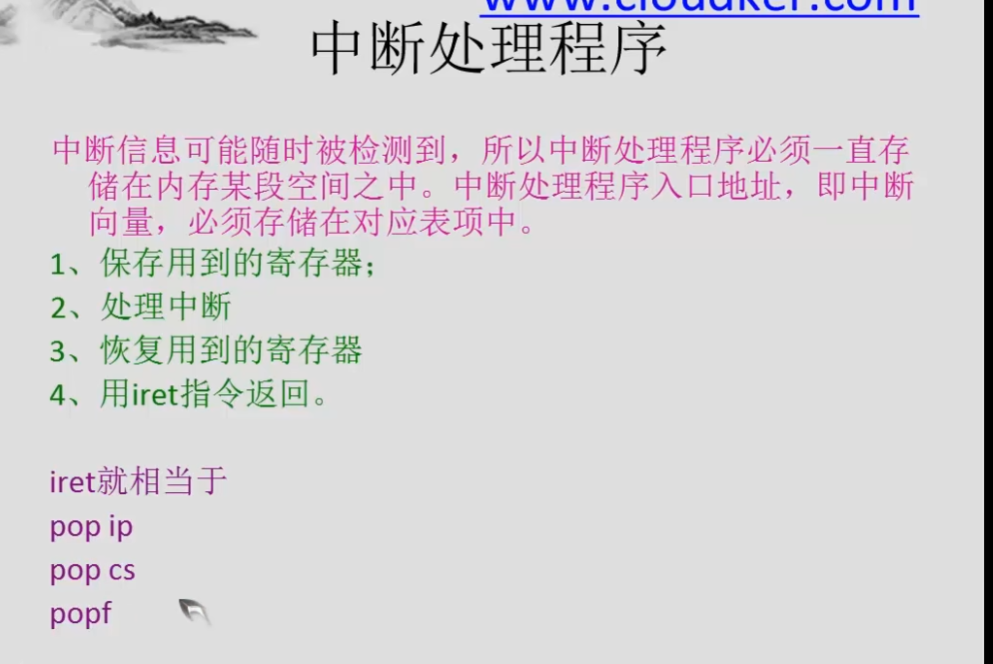 www.cloudker.com
中断处理程序
中断信息可能随时被检测到，所以中断处理程序必须一直存
储在内存某段空间之中。中断处理程序入口地址，即中断
向量，必须存储在对应表项中。
1、保存用到的寄存器；
2、处理中断
3、恢复用到的寄存器
4、用iret指令返回。
iret就相当于
pop ip
pop cs
popf